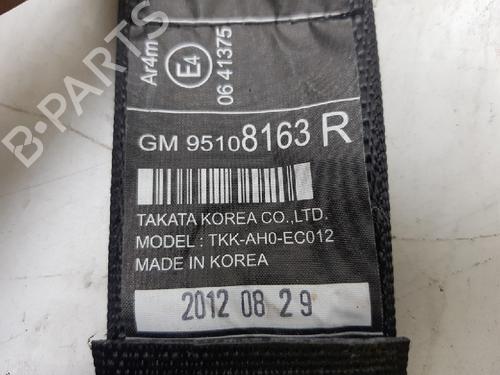 Ar4m E4 06 41375
GM 95108163 R
TAKATA KOREA CO.,LTD.
MODEL : TKK-AH0-EC012
MADE IN KOREA
2012 08 29